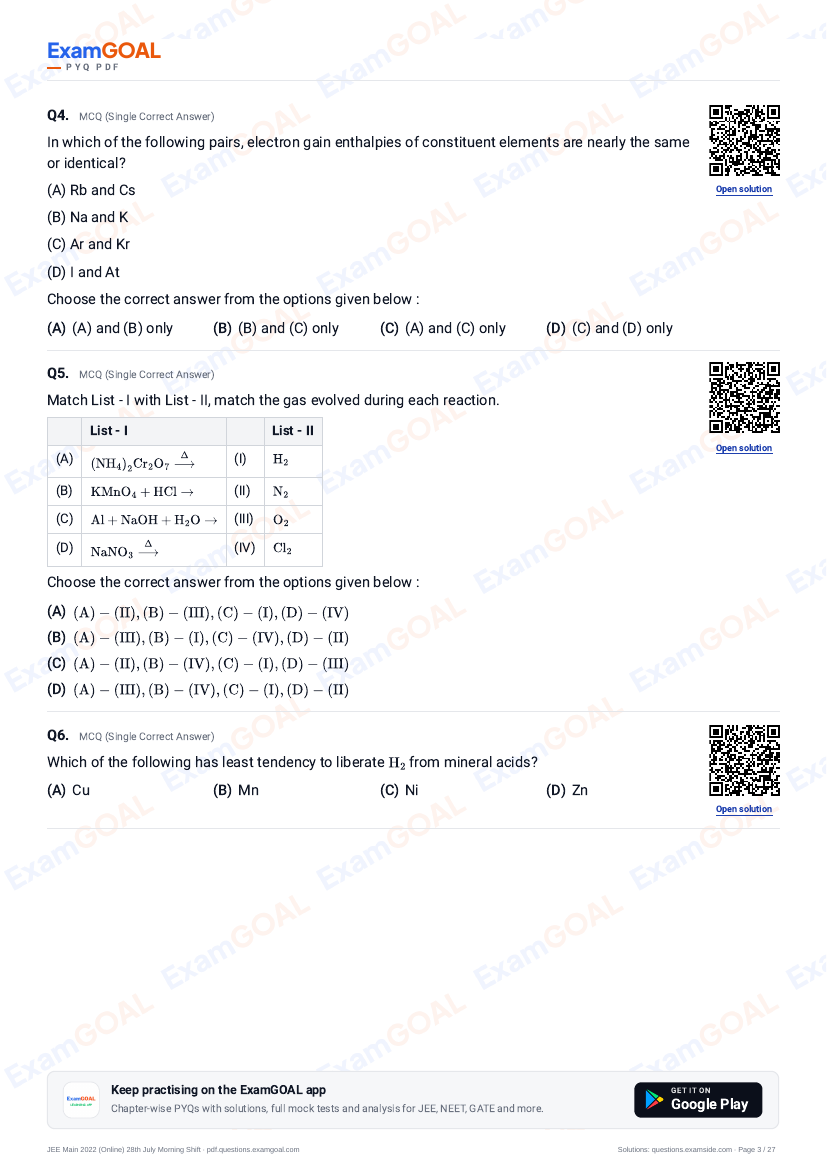 ExamGOAL
PYQ PDF
Q4. MCQ (Single Correct Answer)
In which of the following pairs, electron gain enthalpies of constituent elements are nearly the same
or identical?
(A) Rb and Cs
(B) Na and K
(C) Ar and Kr
(D) I and At
Choose the correct answer from the options given below :
(A) (A) and (B) only (B) (B) and (C) only (C) (A) and (C) only (D) (C) and (D) only
Open solution
Q5. MCQ (Single Correct Answer)
Match List - I with List - II, match the gas evolved during each reaction.
List - I List - II
(A) (NH₄)₂Cr₂O₇ —Δ→ (I) H₂
(B) KMnO₄ + HCl → (II) N₂
(C) Al + NaOH + H₂O → (III) O₂
(D) NaNO₃ —Δ→ (IV) Cl₂
Choose the correct answer from the options given below :
(A) (A) − (II), (B) − (III), (C) − (I), (D) − (IV)
(B) (A) − (III), (B) − (I), (C) − (IV), (D) − (II)
(C) (A) − (II), (B) − (IV), (C) − (I), (D) − (III)
(D) (A) − (III), (B) − (IV), (C) − (I), (D) − (II)
Open solution
Q6. MCQ (Single Correct Answer)
Which of the following has least tendency to liberate H₂ from mineral acids?
(A) Cu (B) Mn (C) Ni (D) Zn
Open solution
ExamGOAL
Keep practising on the ExamGOAL app
Chapter-wise PYQs with solutions, full mock tests and analysis for JEE, NEET, GATE and more.
GET IT ON
Google Play
JEE Main 2022 (Online) 28th July Morning Shift · pdf.questions.examgoal.com Solutions: questions.examside.com · Page 3 / 27